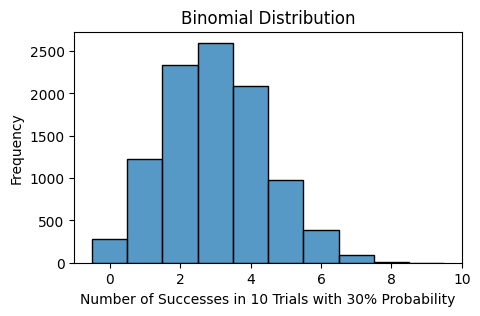 Binomial Distribution
Frequency
2500
2000
1500
1000
500
0
0 2 4 6 8 10
Number of Successes in 10 Trials with 30% Probability